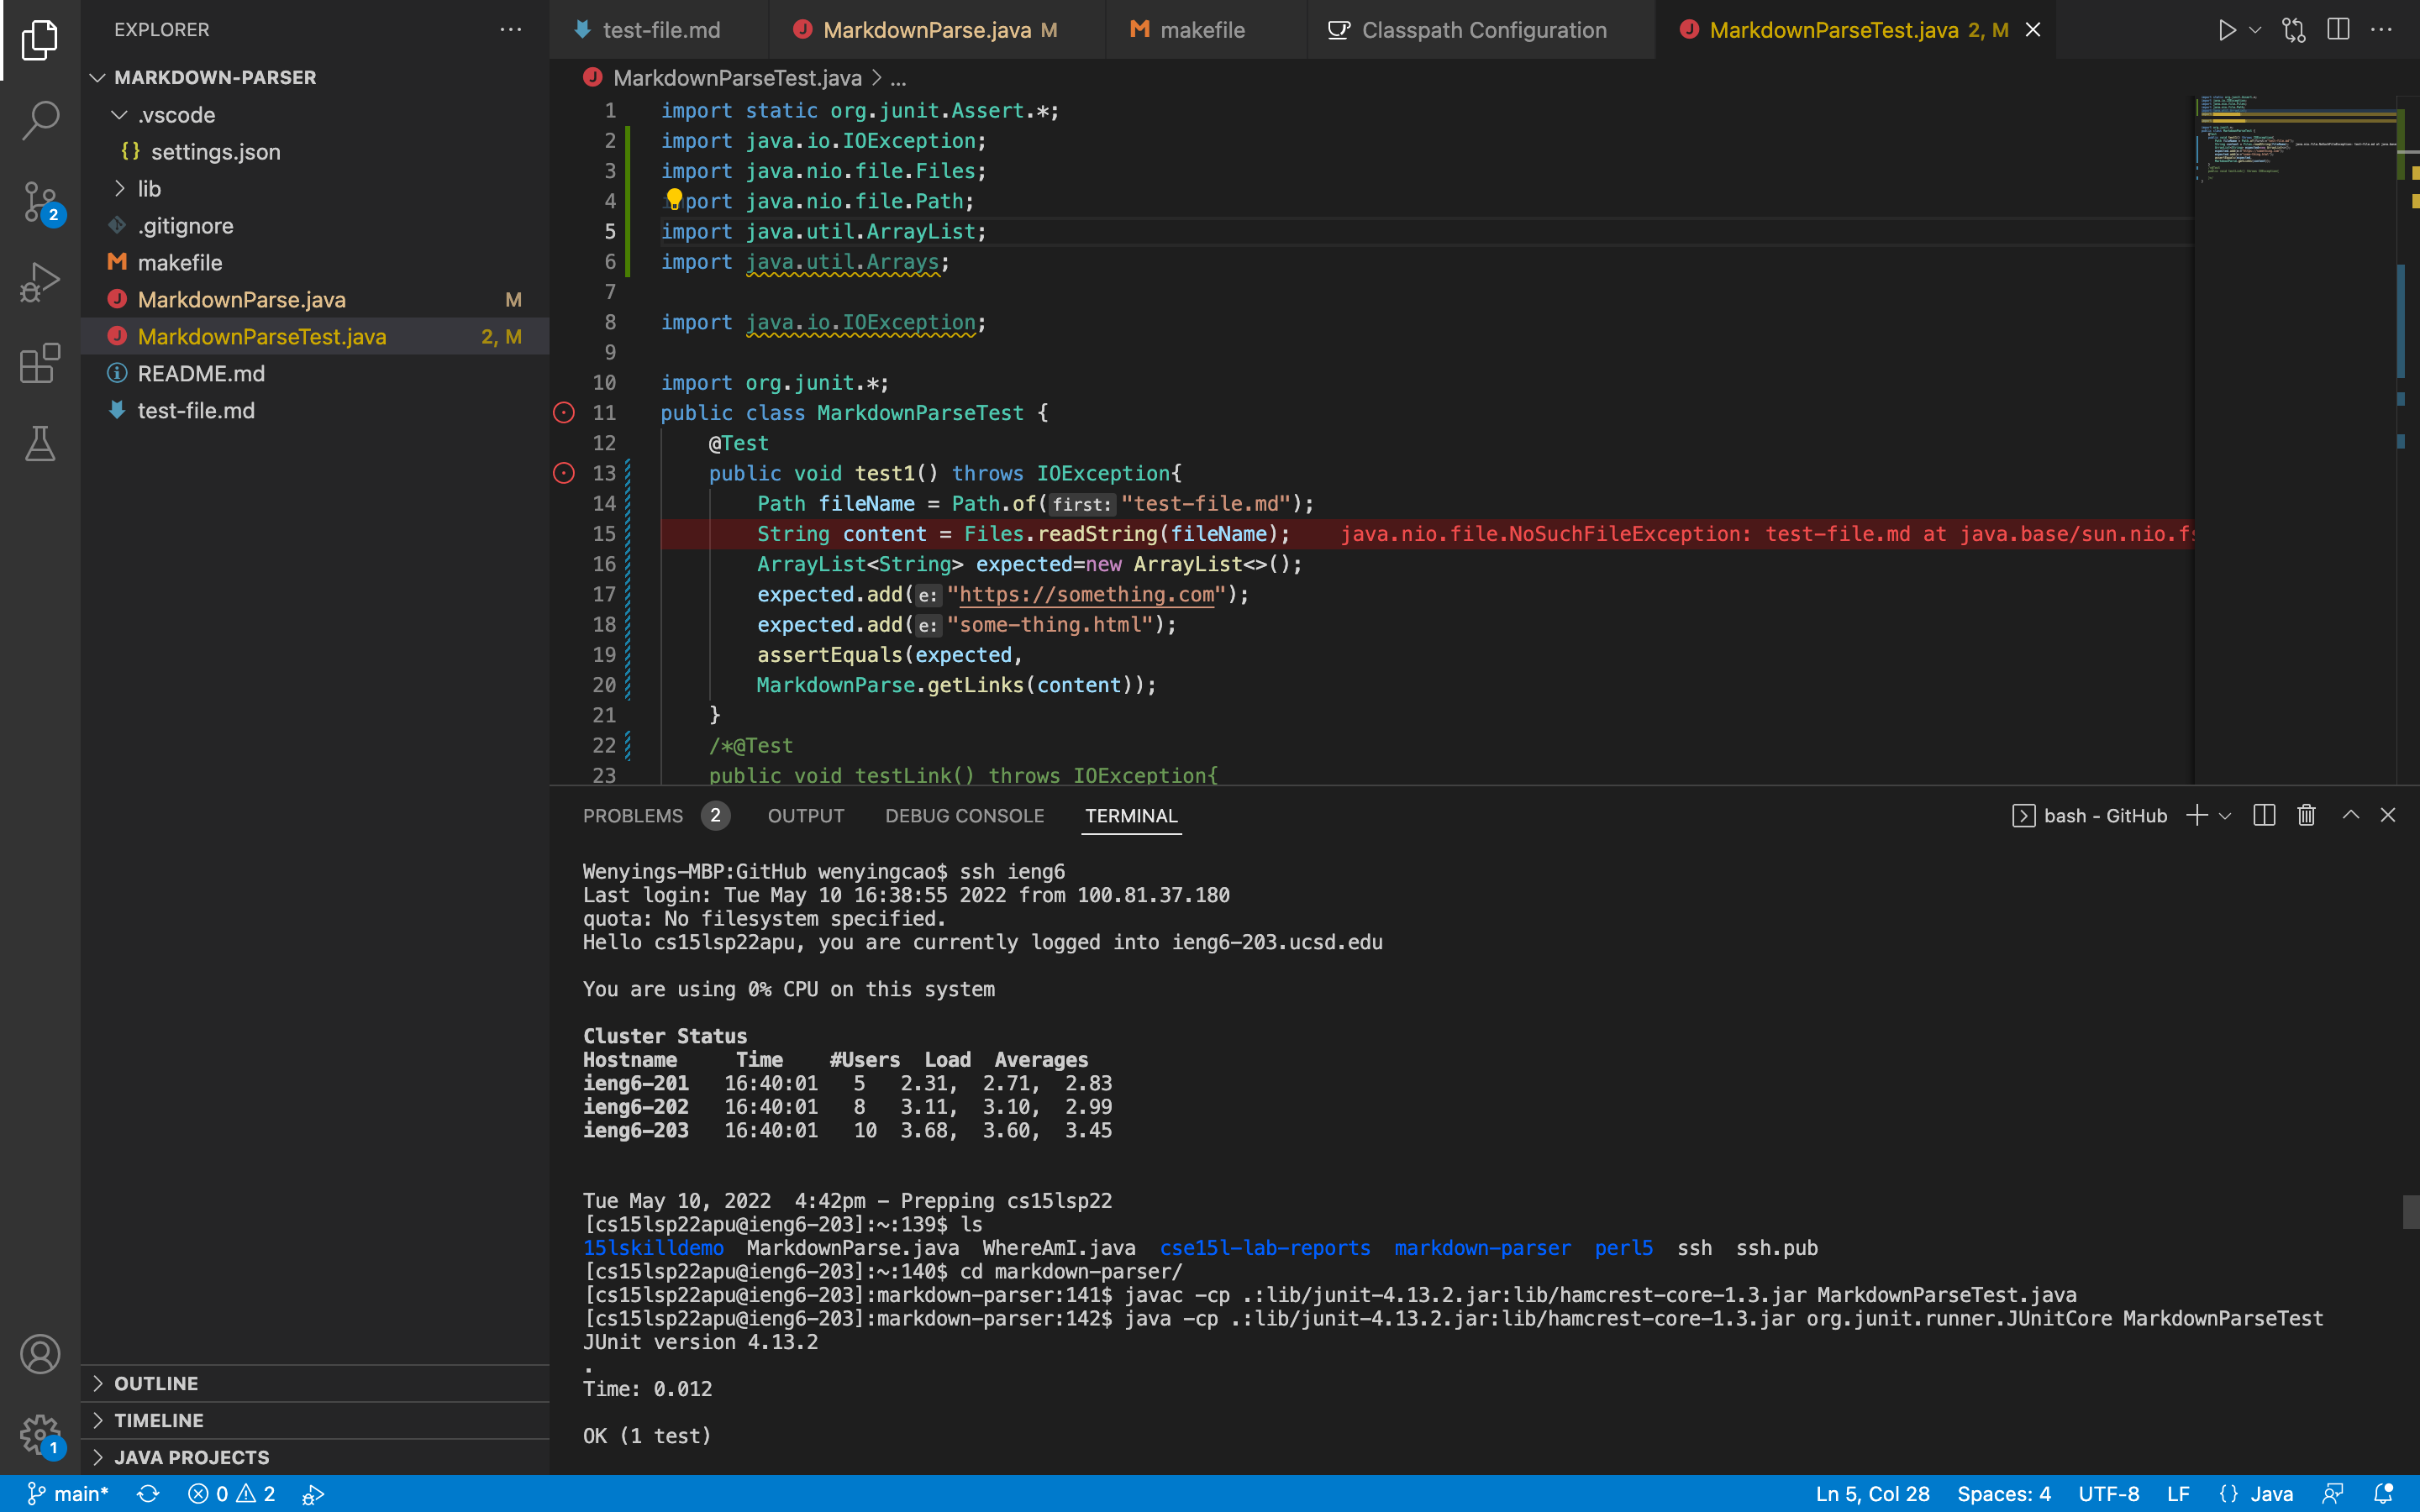 EXPLORER
MARKDOWN-PARSER
.vscode
{} settings.json
lib
.gitignore
M makefile
J MarkdownParse.java M
J MarkdownParseTest.java 2, M
README.md
test-file.md
OUTLINE
TIMELINE
JAVA PROJECTS
2
1
test-file.md
J MarkdownParse.java M
M makefile
Classpath Configuration
J MarkdownParseTest.java 2, M
J MarkdownParseTest.java > ...
1 import static org.junit.Assert.*;
2 import java.io.IOException;
3 import java.nio.file.Files;
4 import java.nio.file.Path;
5 import java.util.ArrayList;
6 import java.util.Arrays;
7
8 import java.io.IOException;
9
10 import org.junit.*;
11 public class MarkdownParseTest {
12 @Test
13 public void test1() throws IOException{
14 Path fileName = Path.of(first: "test-file.md");
15 String content = Files.readString(fileName); java.nio.file.NoSuchFileException: test-file.md at java.base/sun.nio.fs
16 ArrayList<String> expected=new ArrayList<>();
17 expected.add(e: "https://something.com");
18 expected.add(e: "some-thing.html");
19 assertEquals(expected,
20 MarkdownParse.getLinks(content));
21 }
22 /*@Test
23 public void testLink() throws IOException{
PROBLEMS 2 OUTPUT DEBUG CONSOLE TERMINAL
bash - GitHub
Wenyings-MBP:GitHub wenyingcao$ ssh ieng6
Last login: Tue May 10 16:38:55 2022 from 100.81.37.180
quota: No filesystem specified.
Hello cs15lsp22apu, you are currently logged into ieng6-203.ucsd.edu
You are using 0% CPU on this system
Cluster Status
Hostname Time #Users Load Averages
ieng6-201 16:40:01 5 2.31, 2.71, 2.83
ieng6-202 16:40:01 8 3.11, 3.10, 2.99
ieng6-203 16:40:01 10 3.68, 3.60, 3.45
Tue May 10, 2022 4:42pm - Prepping cs15lsp22
[cs15lsp22apu@ieng6-203]:~:139$ ls
15lskilldemo MarkdownParse.java WhereAmI.java cse15l-lab-reports markdown-parser perl5 ssh ssh.pub
[cs15lsp22apu@ieng6-203]:~:140$ cd markdown-parser/
[cs15lsp22apu@ieng6-203]:markdown-parser:141$ javac -cp .:lib/junit-4.13.2.jar:lib/hamcrest-core-1.3.jar MarkdownParseTest.java
[cs15lsp22apu@ieng6-203]:markdown-parser:142$ java -cp .:lib/junit-4.13.2.jar:lib/hamcrest-core-1.3.jar org.junit.runner.JUnitCore MarkdownParseTest
JUnit version 4.13.2
.
Time: 0.012
OK (1 test)
main* 0 2
Ln 5, Col 28 Spaces: 4 UTF-8 LF {} Java